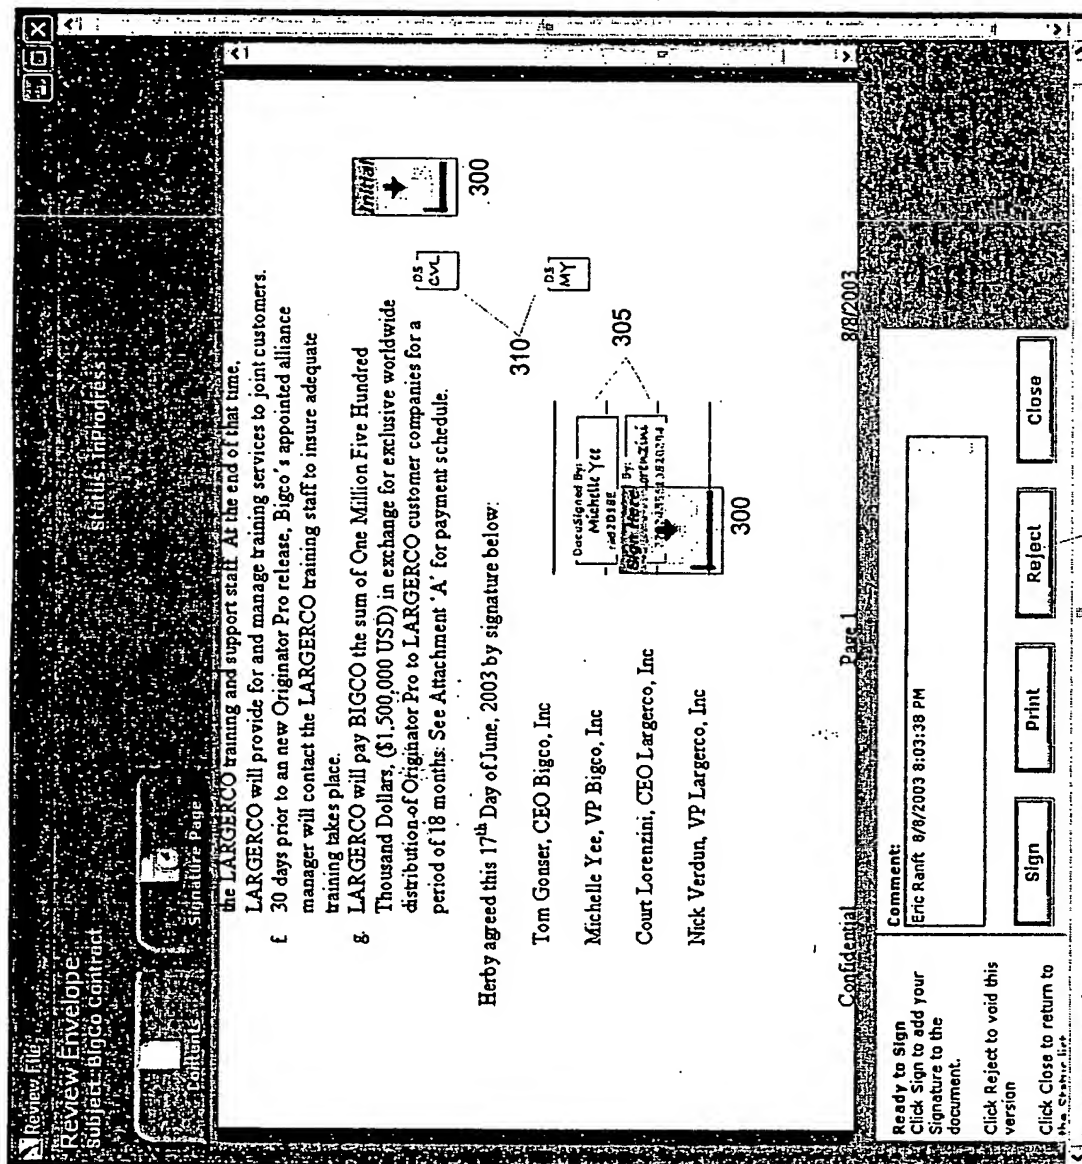 Review File
Review Envelope
Subject: BigCo Contract
Status: InProgress
Contents
Signature Page
the LARGERCO training and support staff. At the end of that time,
LARGERCO will provide for and manage training services to joint customers.
f. 30 days prior to an new Originator Pro release, Bigco's appointed alliance
manager will contact the LARGERCO training staff to insure adequate
training takes place.
g. LARGERCO will pay BIGCO the sum of One Million Five Hundred
Thousand Dollars, ($1,500,000 USD) in exchange for exclusive worldwide
distribution of Originator Pro to LARGERCO customer companies for a
period of 18 months. See Attachment 'A' for payment schedule.
Initial
300
DS
CVL
310
DS
MY
Herby agreed this 17th Day of June, 2003 by signature below:
Tom Gonser, CEO Bigco, Inc
Michelle Yee, VP Bigco, Inc
DocuSigned By:
Michelle Yee
305
Court Lorenzini, CEO Largerco, Inc
Sign Here
By:
Lorenzini
Nick Verdun, VP Largerco, Inc
300
Confidential
Page 1
8/8/2003
Ready to Sign
Click Sign to add your
Signature to the
document.
Click Reject to void this
version
Click Close to return to
the Status list
Comment:
Eric Ranft 8/8/2003 8:03:38 PM
Sign
Print
Reject
Close